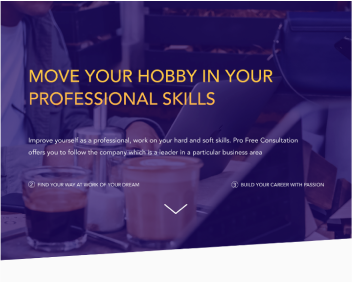 MOVE YOUR HOBBY IN YOUR
PROFESSIONAL SKILLS
Improve yourself as a professional, work on your hard and soft skills. Pro Free Consultation
offers you to follow the company which is a leader in a particular business area
② FIND YOUR WAY AT WORK OF YOUR DREAM
③ BUILD YOUR CAREER WITH PASSION